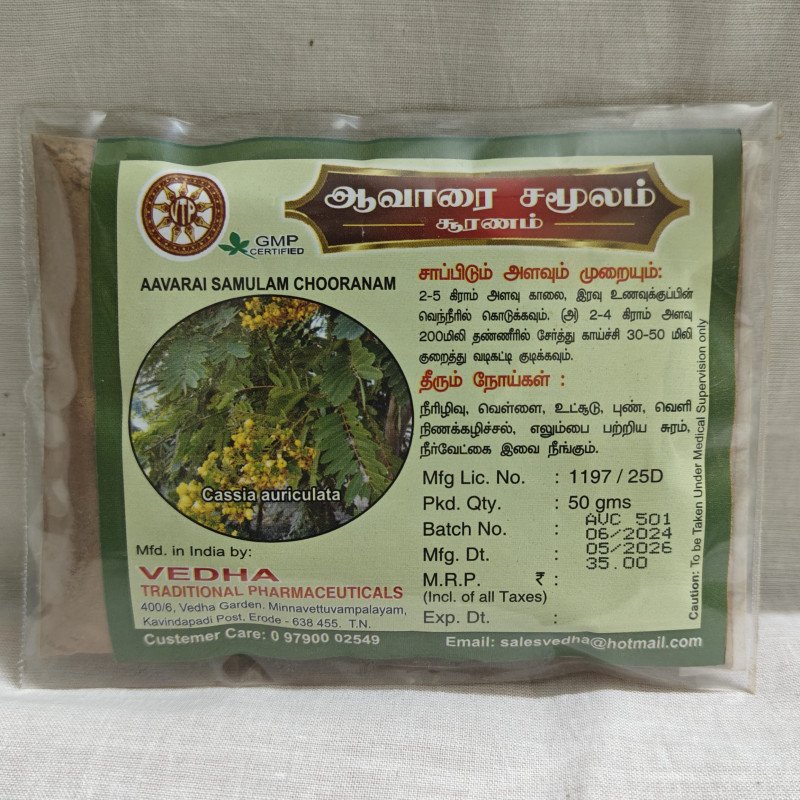 VTP
GMP
CERTIFIED
ஆவாரை சமூலம்
சூரணம்
AAVARAI SAMULAM CHOORANAM
Cassia auriculata
சாப்பிடும் அளவும் முறையும்:
2-5 கிராம் அளவு காலை, இரவு உணவுக்குப்பின்
வெந்நீரில் கொடுக்கவும். (அ) 2-4 கிராம் அளவு
200மிலி தண்ணீரில் சேர்த்து காய்ச்சி 30-50 மிலி
குறைத்து வடிகட்டி குடிக்கவும்.
தீரும் நோய்கள் :
நீரிழிவு, வெள்ளை, உட்சூடு, புண், வெளி
நிணக்கழிச்சல், எலும்பை பற்றிய சுரம்,
நீர்வேட்கை இவை நீங்கும்.
Mfg Lic. No. : 1197 / 25D
Pkd. Qty. : 50 gms
Batch No. : AVC 501
Mfg. Dt. : 06/2024
05/2026
M.R.P. ₹ : 35.00
(Incl. of all Taxes)
Exp. Dt. :
Caution: To be Taken Under Medical Supervision only
Mfd. in India by:
VEDHA
TRADITIONAL PHARMACEUTICALS
400/6, Vedha Garden, Minnavettuvampalayam,
Kavindapadi Post, Erode - 638 455. T.N.
Custemer Care: 0 97900 02549
Email: salesvedha@hotmail.com